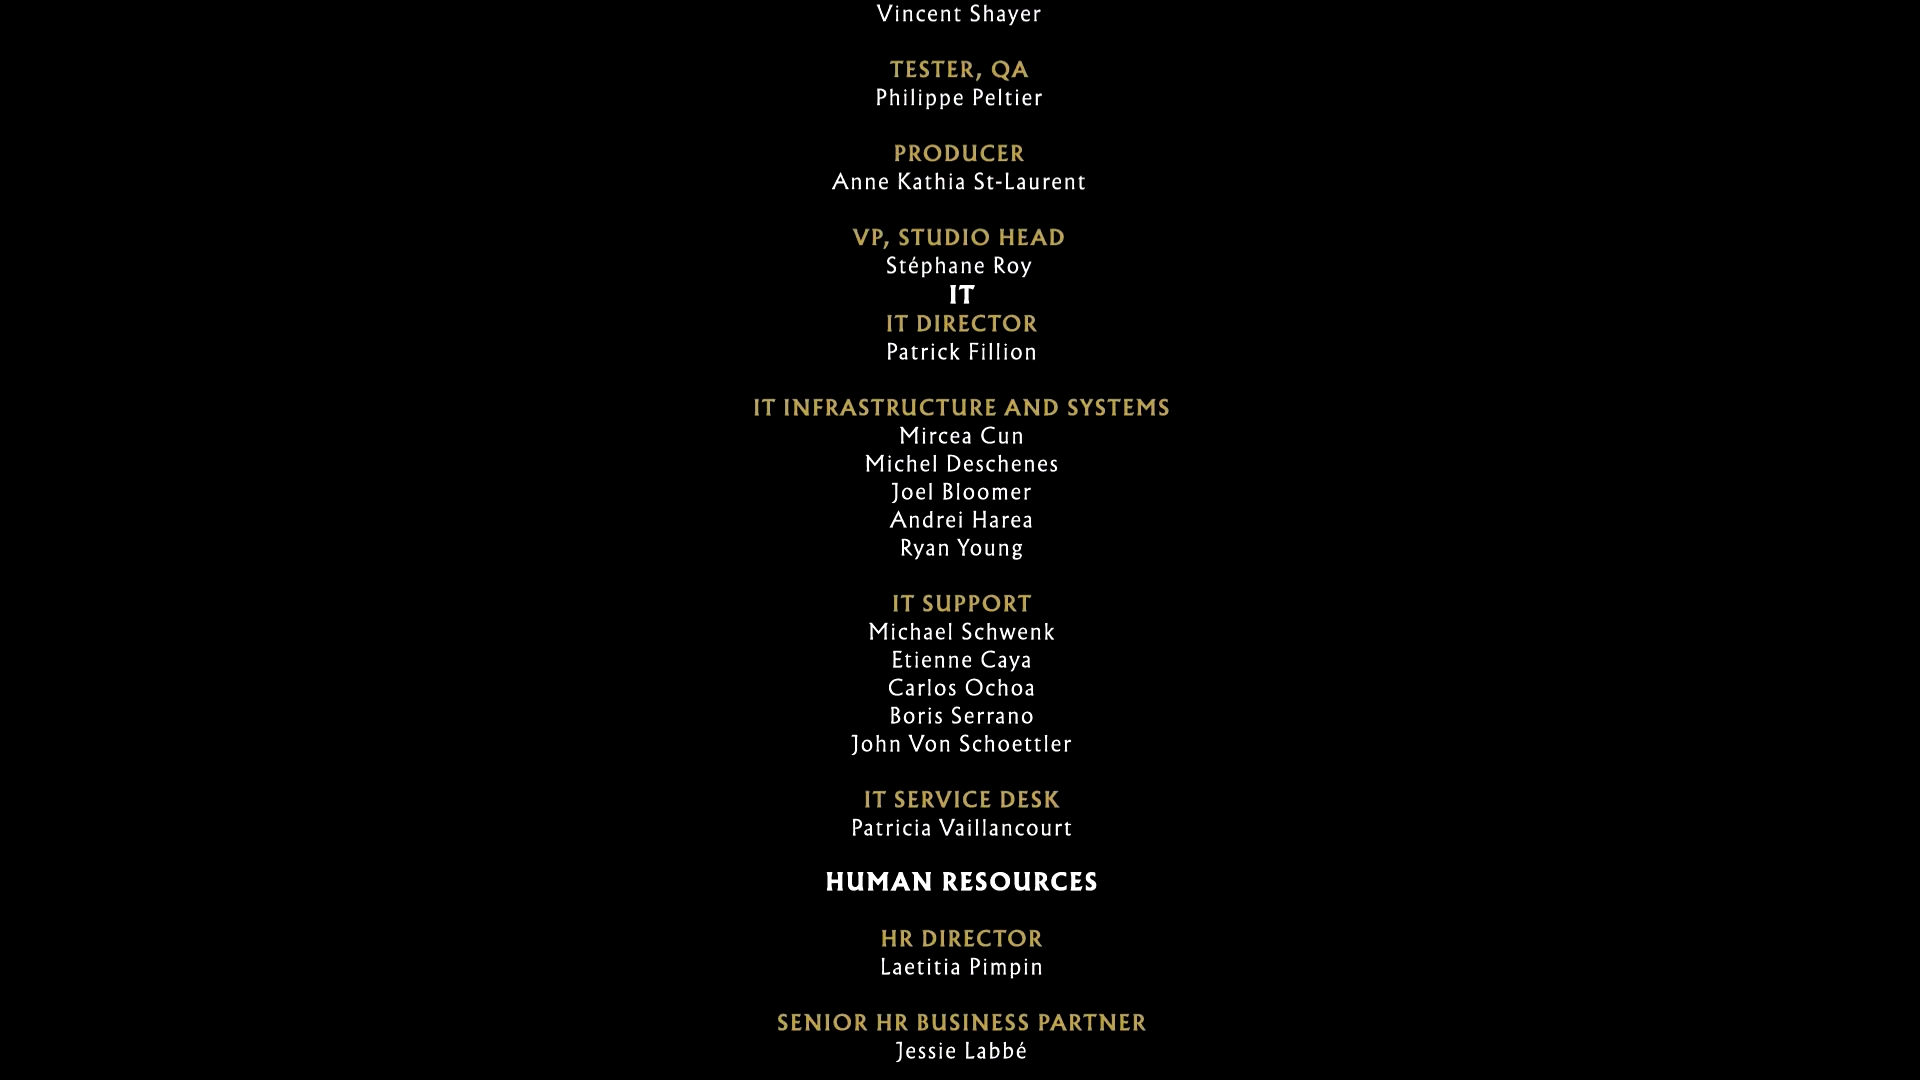 Vincent Shayer
TESTER, QA
Philippe Peltier
PRODUCER
Anne Kathia St-Laurent
VP, STUDIO HEAD
Stéphane Roy
IT
IT DIRECTOR
Patrick Fillion
IT INFRASTRUCTURE AND SYSTEMS
Mircea Cun
Michel Deschenes
Joel Bloomer
Andrei Harea
Ryan Young
IT SUPPORT
Michael Schwenk
Etienne Caya
Carlos Ochoa
Boris Serrano
John Von Schoettler
IT SERVICE DESK
Patricia Vaillancourt
HUMAN RESOURCES
HR DIRECTOR
Laetitia Pimpin
SENIOR HR BUSINESS PARTNER
Jessie Labbé